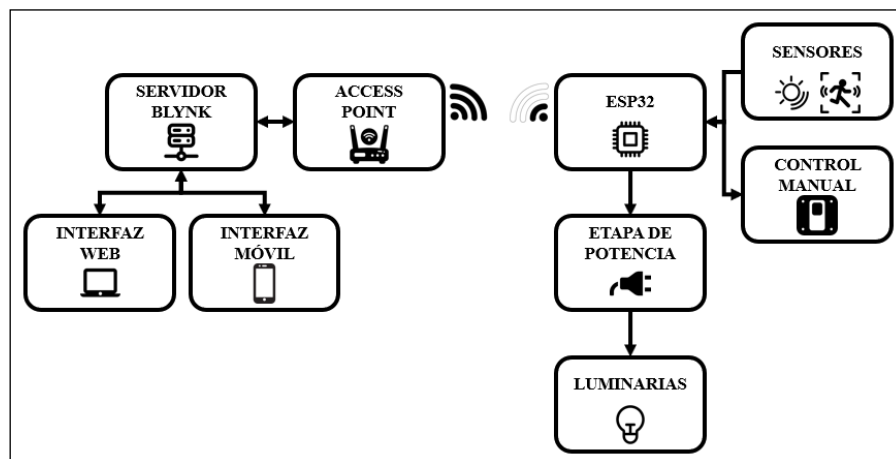 SERVIDOR
BLYNK
ACCESS
POINT
ESP32
SENSORES
CONTROL
MANUAL
INTERFAZ
WEB
INTERFAZ
MÓVIL
ETAPA DE
POTENCIA
LUMINARIAS